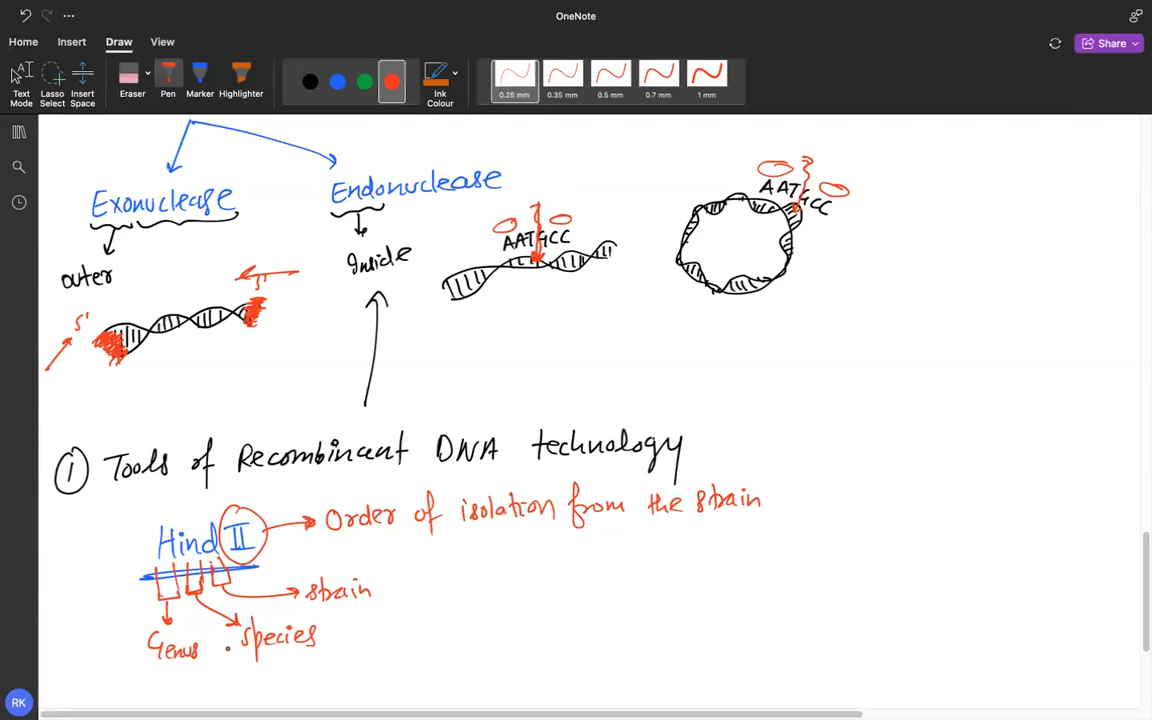 OneNote
Home Insert Draw View
Share
Text Mode
Lasso Select
Insert Space
Eraser
Pen
Marker
Highlighter
Ink Colour
0.25 mm
0.35 mm
0.5 mm
0.7 mm
1 mm
Exonuclease
Endonuclease
outer
Inside
5'
AATGCC
AATGCC
① Tools of Recombinant DNA technology
Hind II
Order of isolation from the strain
strain
Genus
species
RK